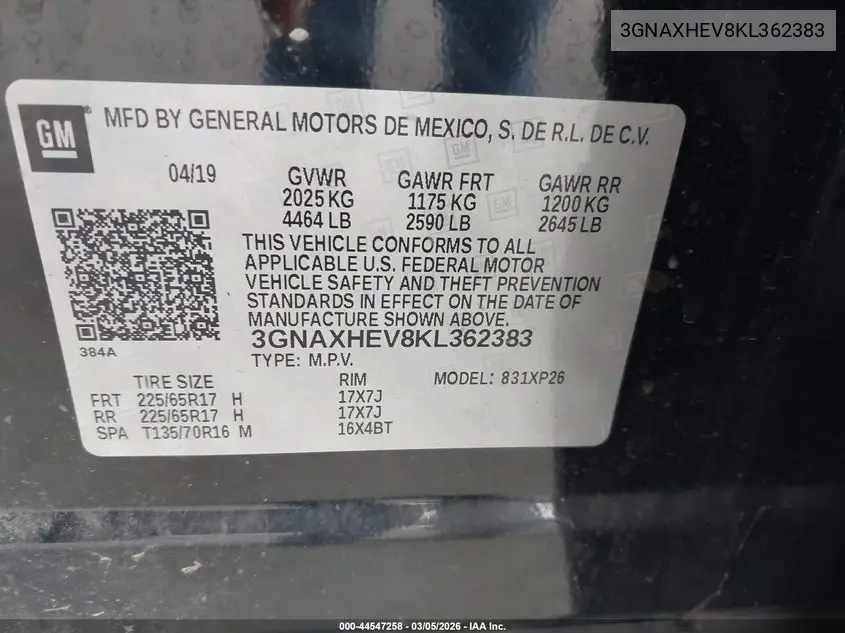 3GNAXHEV8KL362383
GM® MFD BY GENERAL MOTORS DE MEXICO, S. DE R.L. DE C.V.
04/19 GVWR GAWR FRT GAWR RR
2025 KG 1175 KG 1200 KG
4464 LB 2590 LB 2645 LB
THIS VEHICLE CONFORMS TO ALL
APPLICABLE U.S. FEDERAL MOTOR
VEHICLE SAFETY AND THEFT PREVENTION
STANDARDS IN EFFECT ON THE DATE OF
MANUFACTURE SHOWN ABOVE.
384A 3GNAXHEV8KL362383
TYPE: M.P.V.
TIRE SIZE RIM MODEL: 831XP26
FRT 225/65R17 H 17X7J
RR 225/65R17 H 17X7J
SPA T135/70R16 M 16X4BT
000-44547258 - 03/05/2026 - IAA Inc.